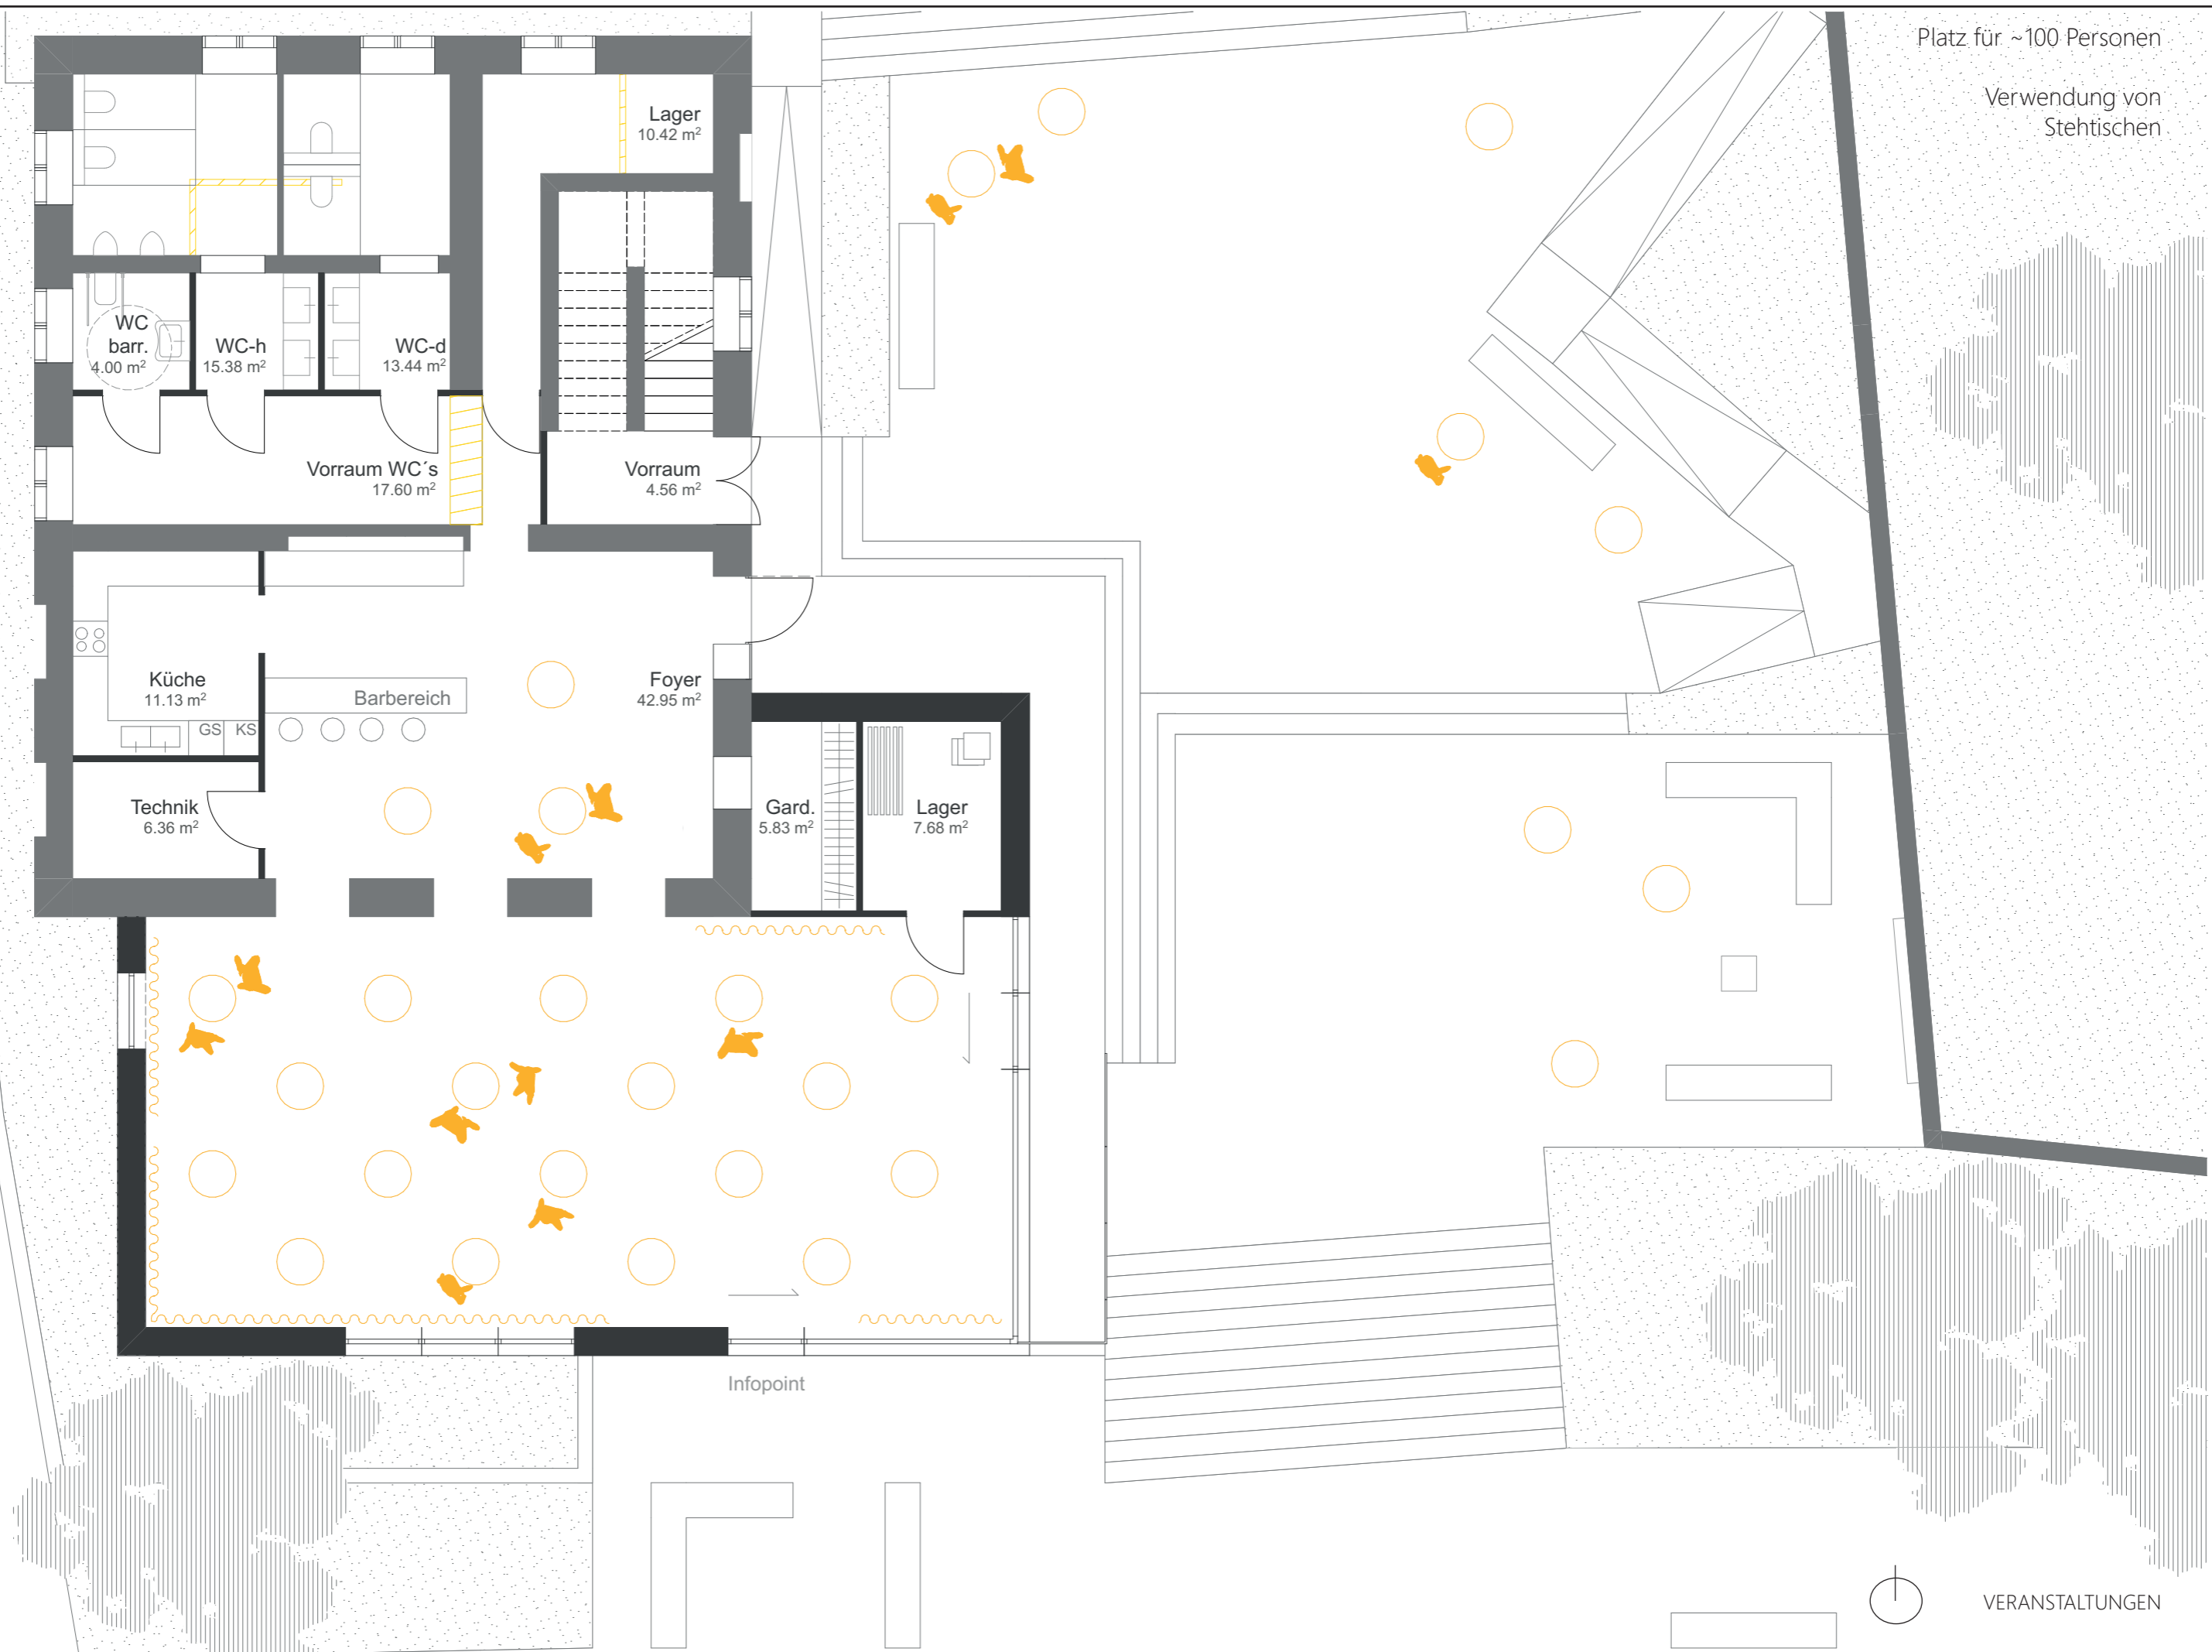 Platz für ~100 Personen
Verwendung von
Stehtischen
Lager
10.42 m²
WC
barr.
4.00 m²
WC-h
15.38 m²
WC-d
13.44 m²
Vorraum WC´s
17.60 m²
Vorraum
4.56 m²
Küche
11.13 m²
GS KS
Barbereich
Foyer
42.95 m²
Technik
6.36 m²
Gard.
5.83 m²
Lager
7.68 m²
Infopoint
VERANSTALTUNGEN